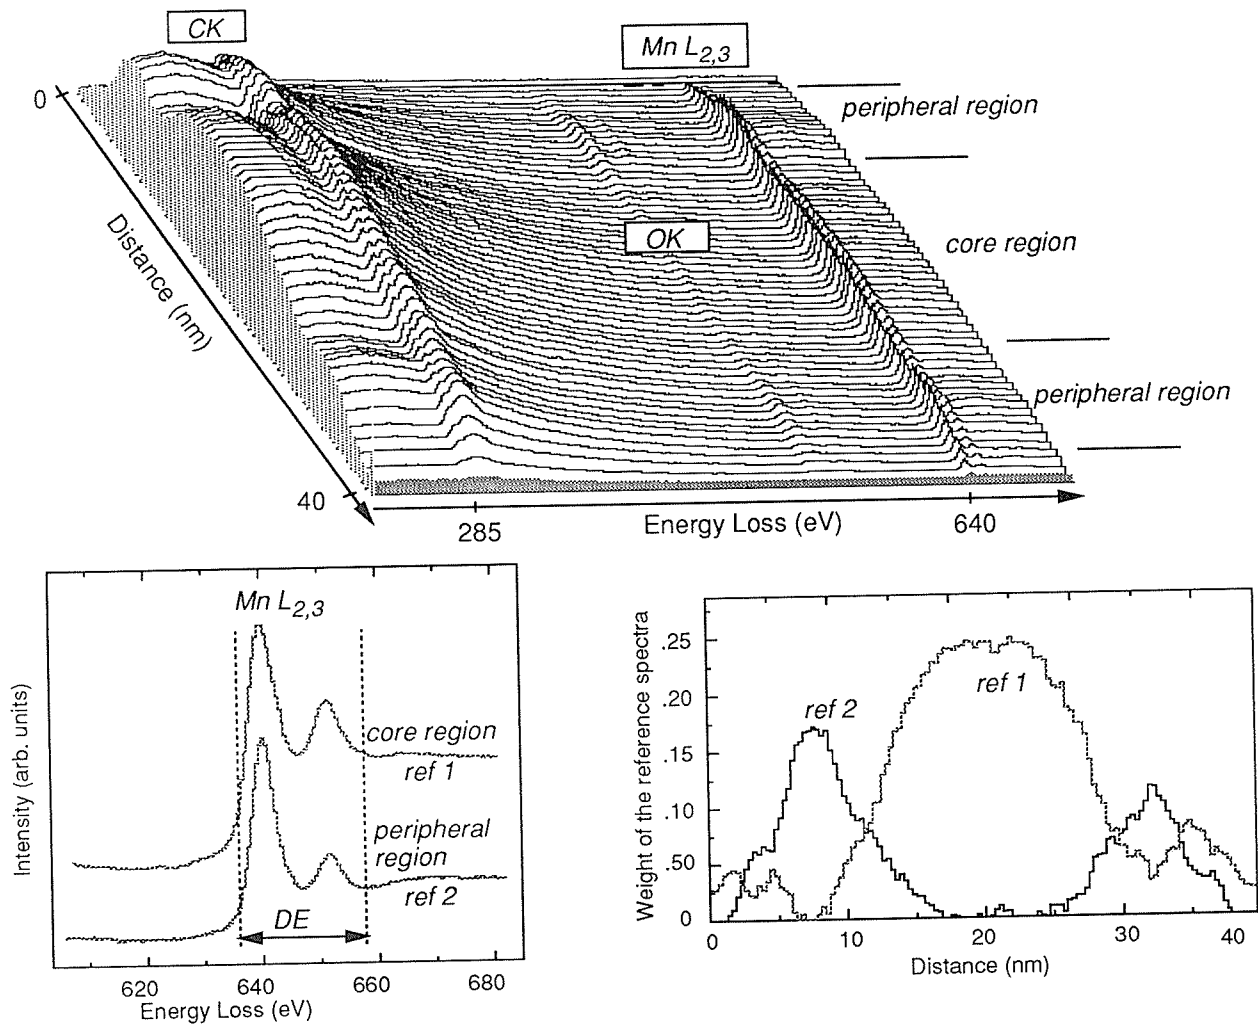 CK
Mn L2,3
0
peripheral region
core region
OK
Distance (nm)
peripheral region
40
285
Energy Loss (eV)
640
Mn L2,3
Intensity (arb. units)
core region
ref 1
peripheral
region
ref 2
DE
620
640
660
680
Energy Loss (eV)
Weight of the reference spectra
.25
.20
.15
.10
.50
0
ref 2
ref 1
0
10
20
30
40
Distance (nm)